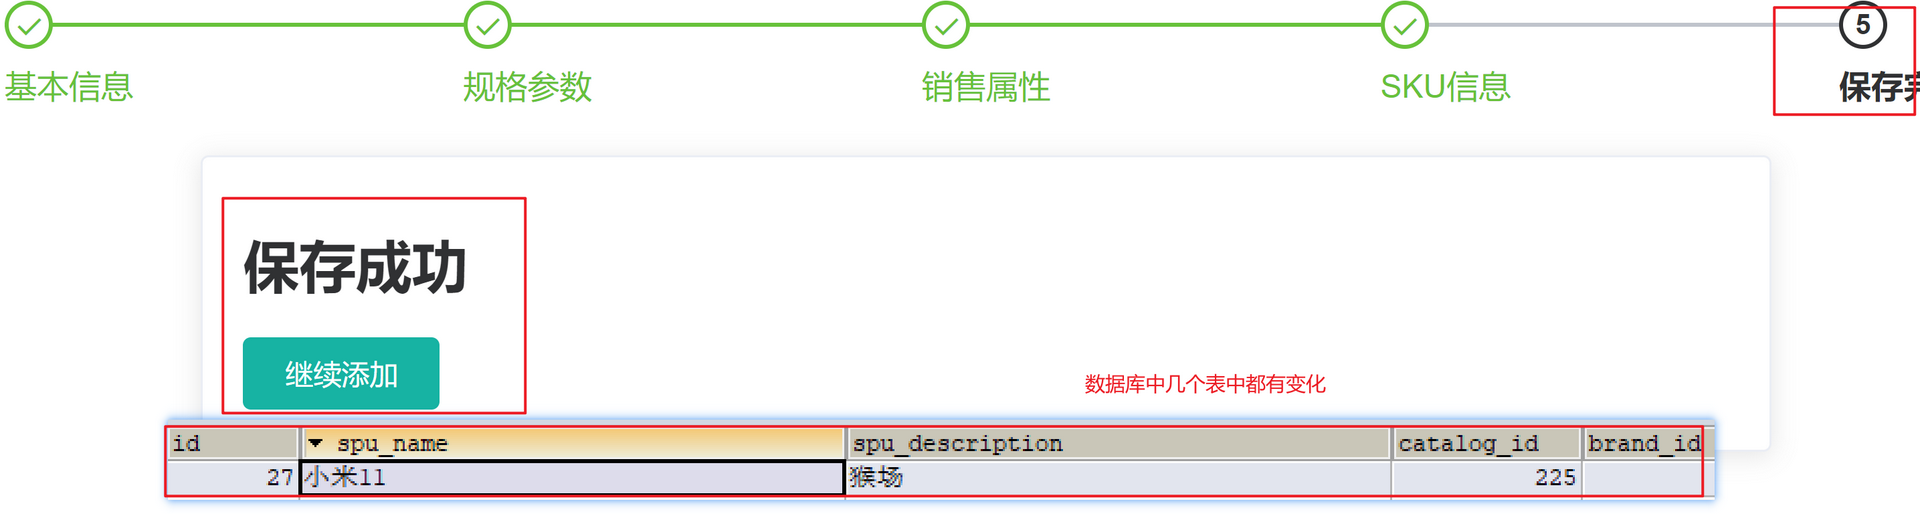 5
基本信息 规格参数 销售属性 SKU信息 保存完
保存成功
继续添加
数据库中几个表中都有变化
id spu_name spu_description catalog_id brand_id
27 小米11 猴场 225